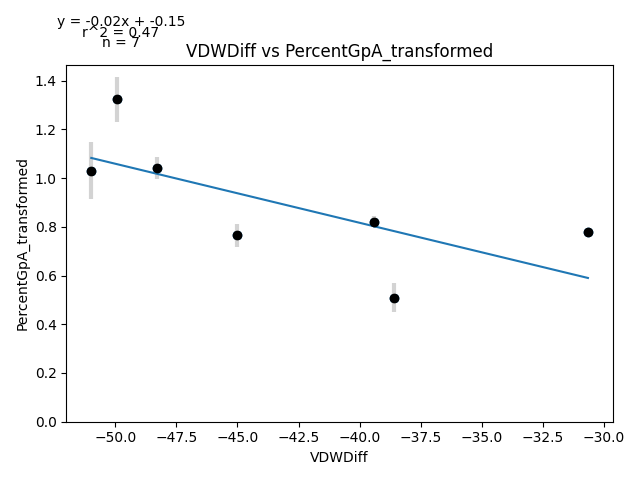 y = -0.02x + -0.15
r^2 = 0.47
n = 7
VDWDiff vs PercentGpA_transformed
1.4
1.2
1.0
0.8
0.6
0.4
0.2
0.0
PercentGpA_transformed
−50.0 −47.5 −45.0 −42.5 −40.0 −37.5 −35.0 −32.5 −30.0
VDWDiff